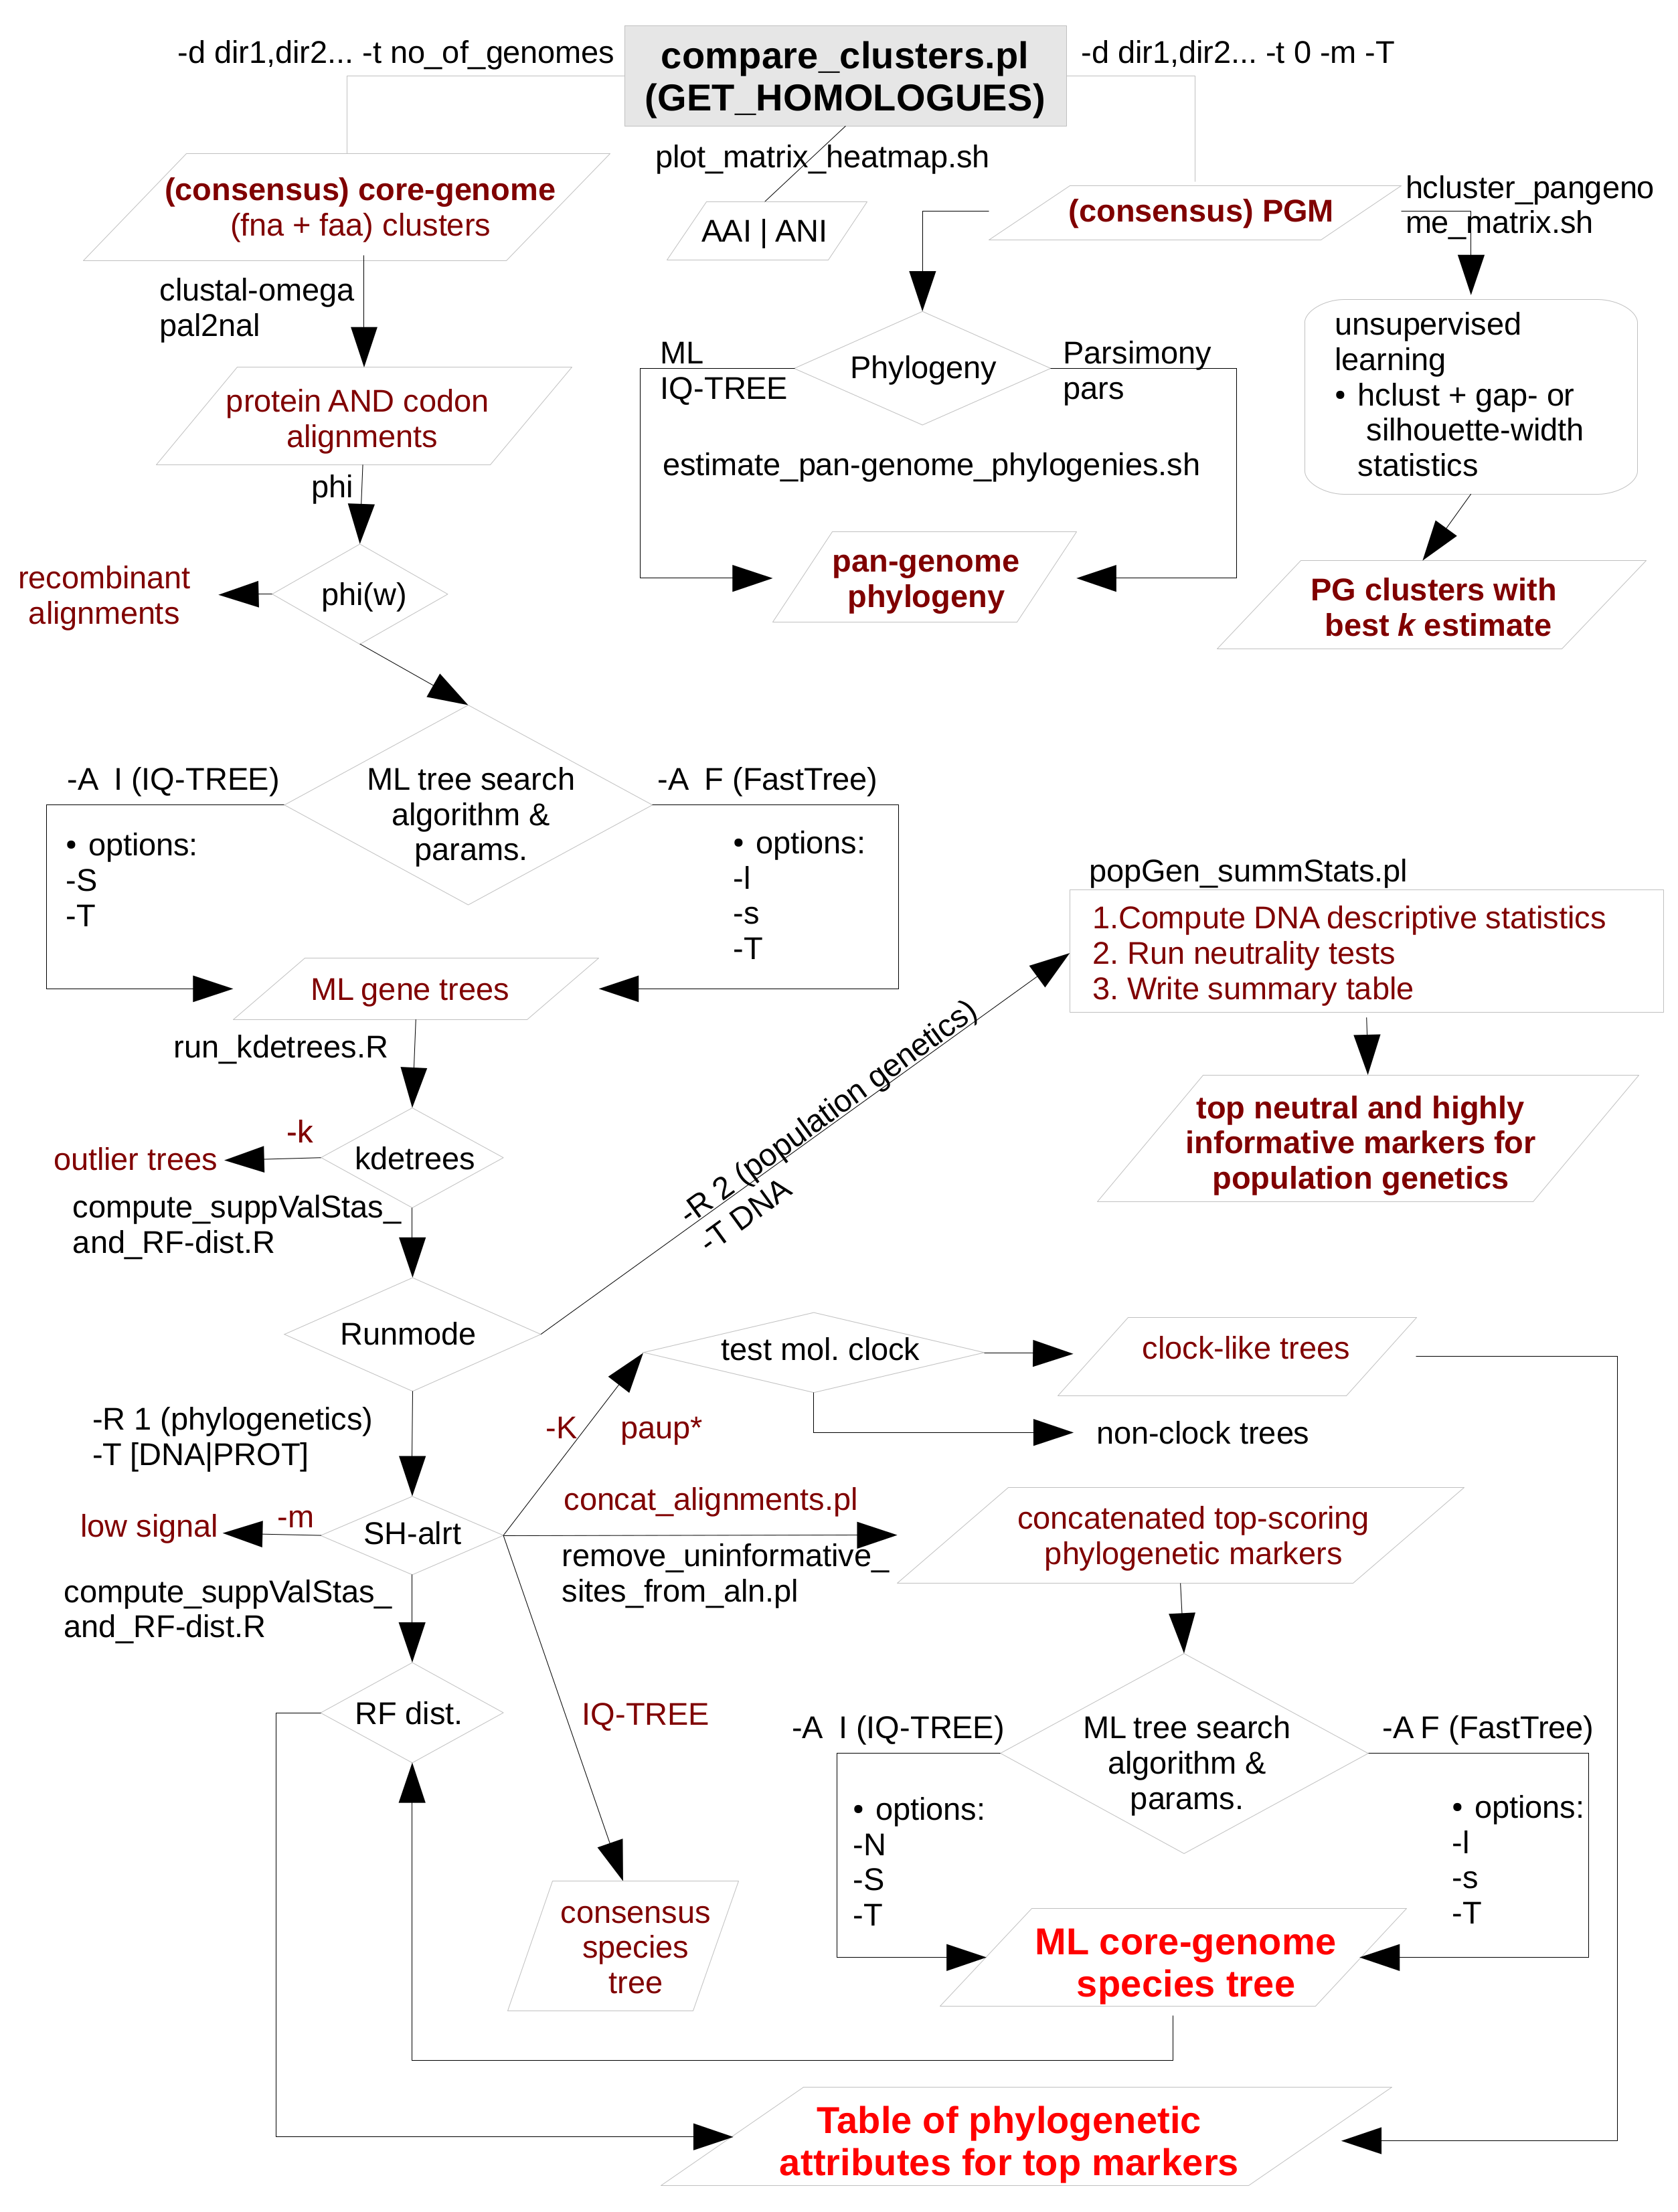 -d dir1,dir2... -t no_of_genomes
compare_clusters.pl
(GET_HOMOLOGUES)
-d dir1,dir2... -t 0 -m -T
plot_matrix_heatmap.sh
(consensus) core-genome
(fna + faa) clusters
AAI | ANI
(consensus) PGM
hcluster_pangeno
me_matrix.sh
clustal-omega
pal2nal
ML
IQ-TREE
Phylogeny
Parsimony
pars
unsupervised
learning
• hclust + gap- or
silhouette-width
statistics
protein AND codon
alignments
estimate_pan-genome_phylogenies.sh
phi
pan-genome
phylogeny
PG clusters with
best k estimate
recombinant
alignments
phi(w)
-A I (IQ-TREE)
ML tree search
algorithm &
params.
-A F (FastTree)
• options:
-S
-T
• options:
-l
-s
-T
popGen_summStats.pl
1.Compute DNA descriptive statistics
2. Run neutrality tests
3. Write summary table
ML gene trees
run_kdetrees.R
-R 2 (population genetics)
-T DNA
top neutral and highly
informative markers for
population genetics
-k
outlier trees
kdetrees
compute_suppValStas_
and_RF-dist.R
Runmode
test mol. clock
clock-like trees
-R 1 (phylogenetics)
-T [DNA|PROT]
-K
paup*
non-clock trees
low signal
-m
SH-alrt
concat_alignments.pl
remove_uninformative_
sites_from_aln.pl
concatenated top-scoring
phylogenetic markers
compute_suppValStas_
and_RF-dist.R
RF dist.
IQ-TREE
-A I (IQ-TREE)
ML tree search
algorithm &
params.
-A F (FastTree)
• options:
-N
-S
-T
• options:
-l
-s
-T
consensus
species
tree
ML core-genome
species tree
Table of phylogenetic
attributes for top markers